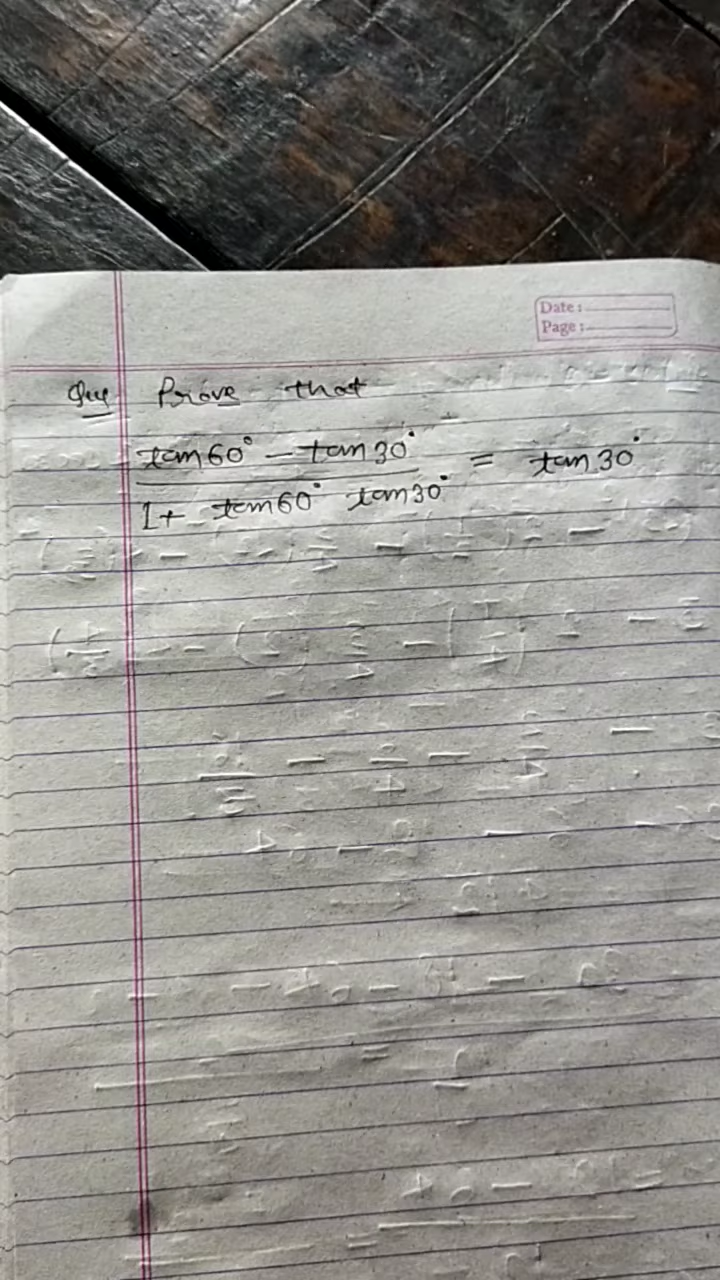 Date :
Page :
Que Prove that
tan 60° - tan 30°
1 + tan 60° tan 30° = tan 30°